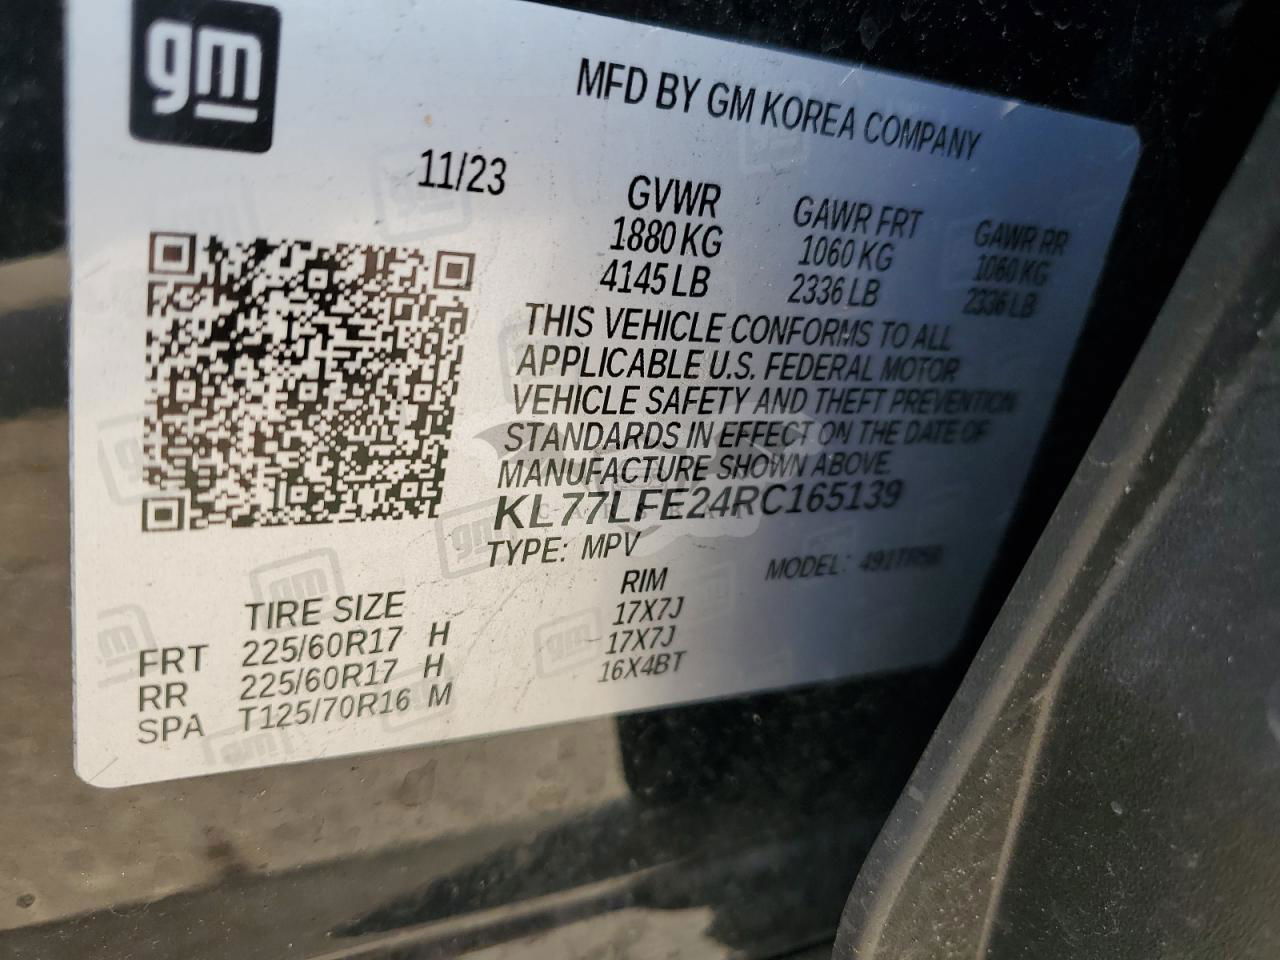 gm
MFD BY GM KOREA COMPANY
11/23
GVWR GAWR FRT GAWR RR
1880 KG 1060 KG 1060 KG
4145 LB 2336 LB 2336 LB
THIS VEHICLE CONFORMS TO ALL
APPLICABLE U.S. FEDERAL MOTOR
VEHICLE SAFETY AND THEFT PREVENTION
STANDARDS IN EFFECT ON THE DATE OF
MANUFACTURE SHOWN ABOVE.
KL77LFE24RC165139
TYPE: MPV MODEL:
TIRE SIZE RIM
FRT 225/60R17 H 17X7J
RR 225/60R17 H 17X7J
SPA T125/70R16 M 16X4BT